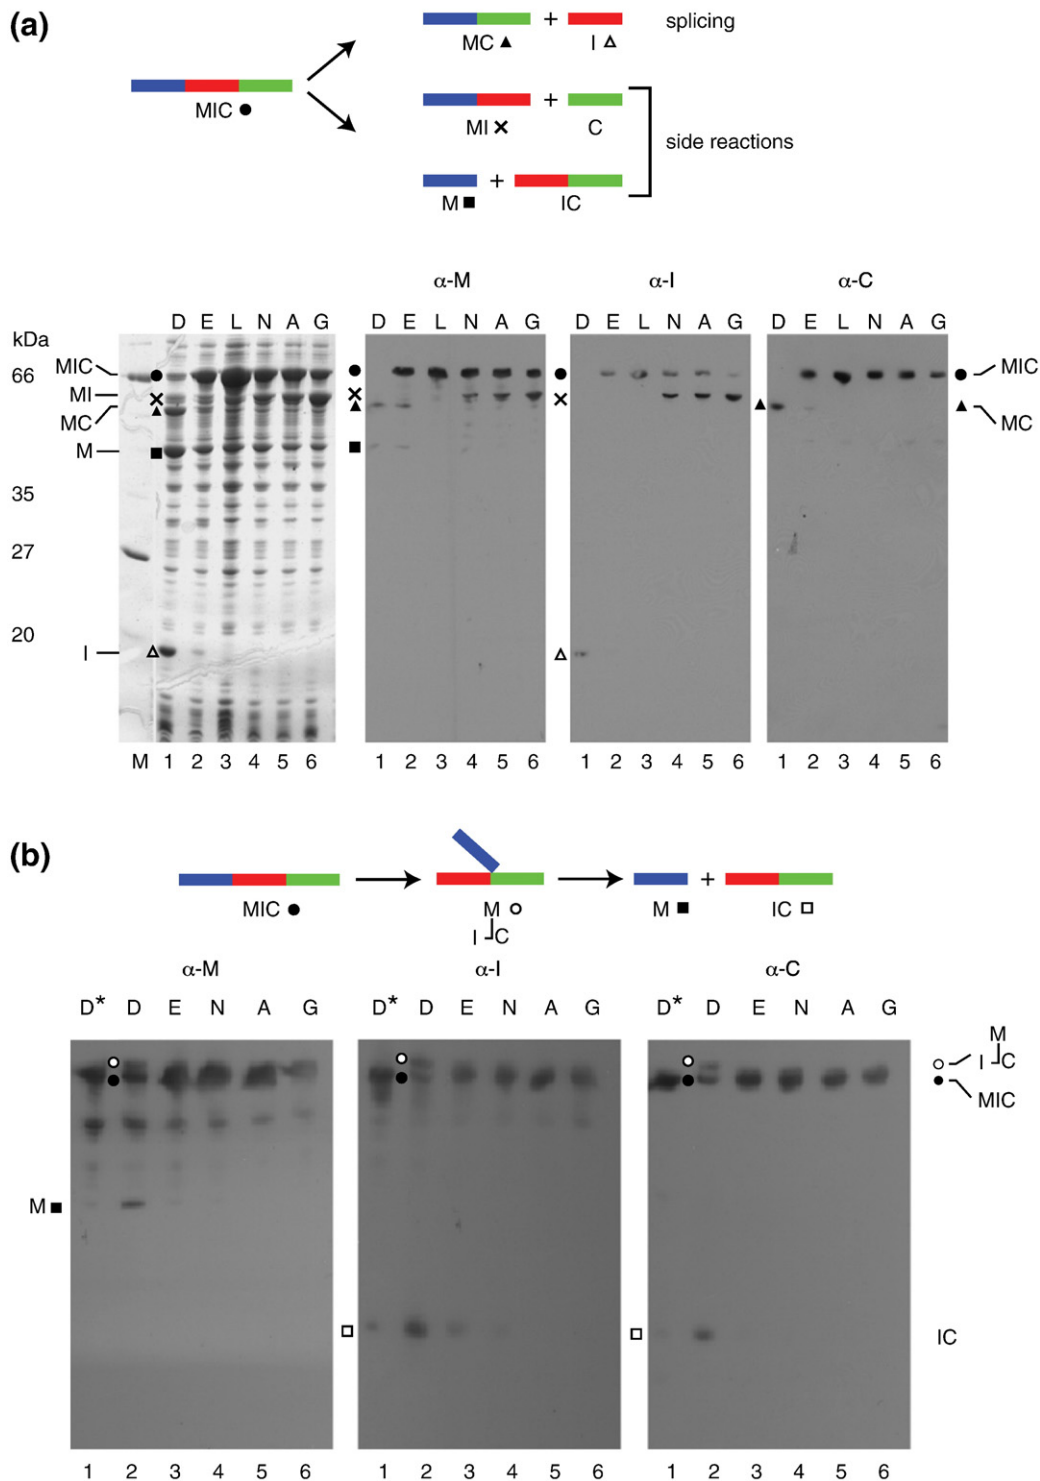 (a)
MC ▲ + I △ splicing
MIC ●
MI × + C
side reactions
M ■ + IC
α-M α-I α-C
D E L N A G D E L N A G D E L N A G D E L N A G
kDa
MIC ● ● ● ● MIC
66
MI × × ×
MC ▲ ▲ ▲ ▲ MC
M ■ ■
35
27
20
I △ △
M 1 2 3 4 5 6 1 2 3 4 5 6 1 2 3 4 5 6 1 2 3 4 5 6
(b)
MIC ● M ○ M ■ + IC □
I C
α-M α-I α-C
D* D E N A G D* D E N A G D* D E N A G
M
○ ○ ○ ○ I C
● ● ● ● MIC
M ■
□ □ IC
1 2 3 4 5 6 1 2 3 4 5 6 1 2 3 4 5 6